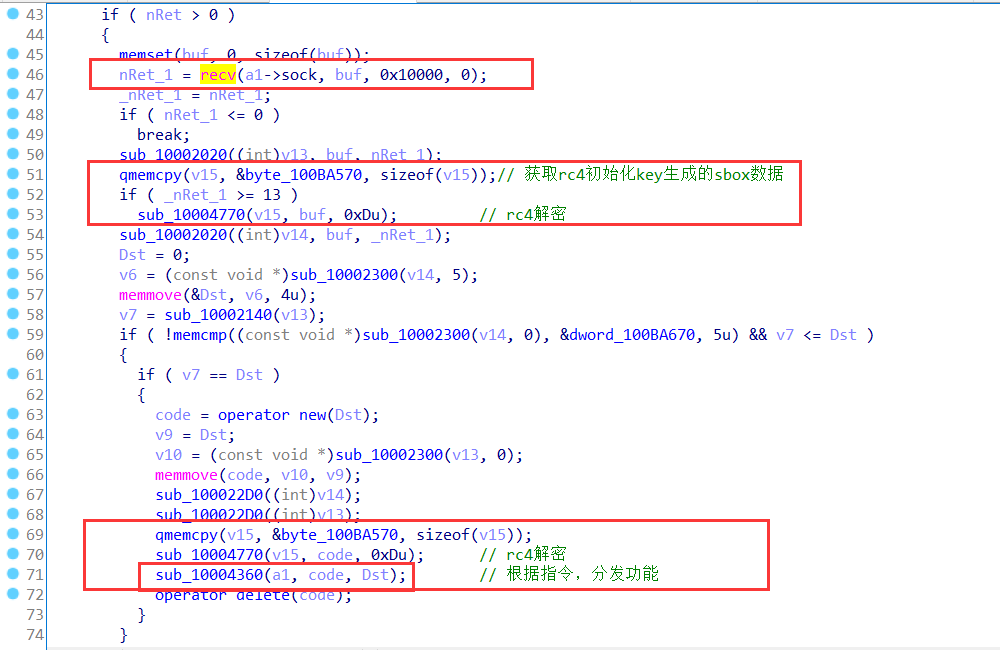 43 if ( nRet > 0 )
44 {
45 memset(buf, 0, sizeof(buf));
46 nRet_1 = recv(a1->sock, buf, 0x10000, 0);
47 _nRet_1 = nRet_1;
48 if ( nRet_1 <= 0 )
49 break;
50 sub_10002020((int)v13, buf, nRet_1);
51 qmemcpy(v15, &byte_100BA570, sizeof(v15));// 获取rc4初始化key生成的sbox数据
52 if ( _nRet_1 >= 13 )
53 sub_10004770(v15, buf, 0xDu); // rc4解密
54 sub_10002020((int)v14, buf, _nRet_1);
55 Dst = 0;
56 v6 = (const void *)sub_10002300(v14, 5);
57 memmove(&Dst, v6, 4u);
58 v7 = sub_10002140(v13);
59 if ( !memcmp((const void *)sub_10002300(v14, 0), &dword_100BA670, 5u) && v7 <= Dst )
60 {
61 if ( v7 == Dst )
62 {
63 code = operator new(Dst);
64 v9 = Dst;
65 v10 = (const void *)sub_10002300(v13, 0);
66 memmove(code, v10, v9);
67 sub_100022D0((int)v14);
68 sub_100022D0((int)v13);
69 qmemcpy(v15, &byte_100BA570, sizeof(v15));
70 sub_10004770(v15, code, 0xDu); // rc4解密
71 sub_10004360(a1, code, Dst); // 根据指令，分发功能
72 operator delete(code);
73 }
74 }